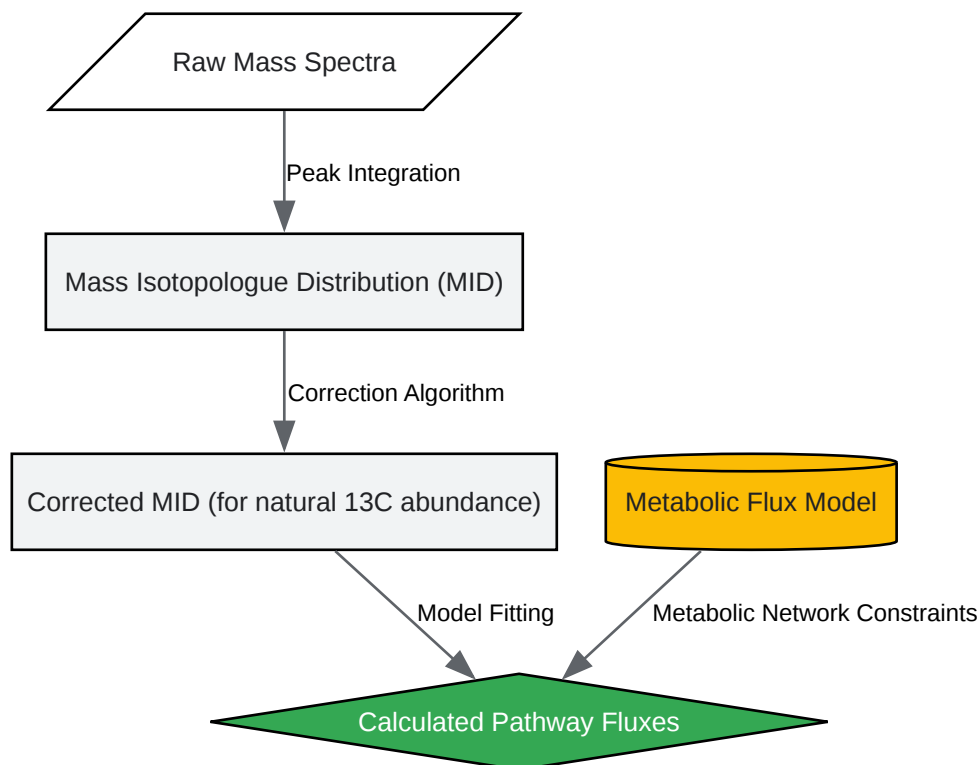 Raw Mass Spectra
Peak Integration
Mass Isotopologue Distribution (MID)
Correction Algorithm
Corrected MID (for natural 13C abundance)
Metabolic Flux Model
Model Fitting
Metabolic Network Constraints
Calculated Pathway Fluxes